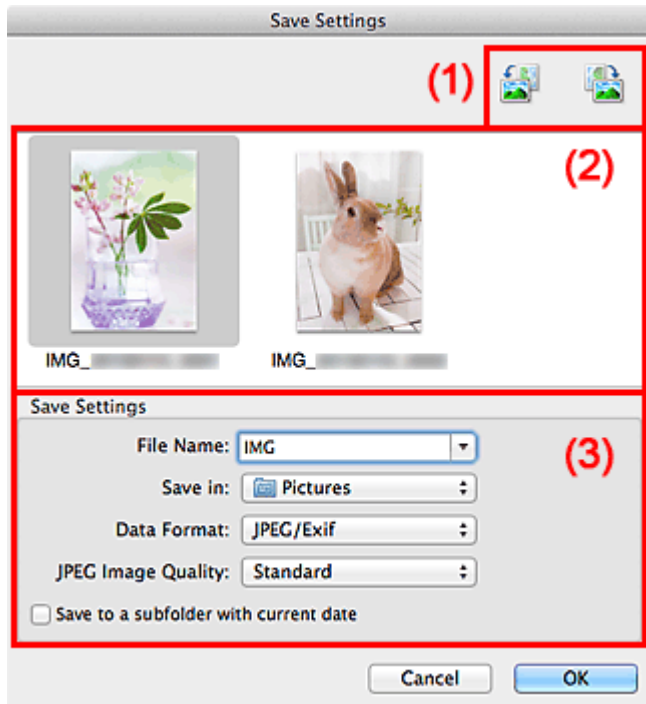 Save Settings
(1)
(2)
IMG_
IMG_
Save Settings
(3)
File Name: IMG
Save in: Pictures
Data Format: JPEG/Exif
JPEG Image Quality: Standard
Save to a subfolder with current date
Cancel OK